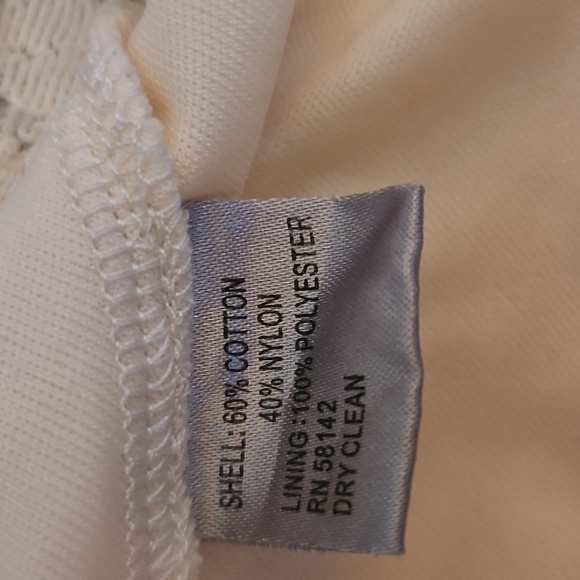 SHELL: 60% COTTON
40% NYLON
LINING: 100% POLYESTER
RN 58142
DRY CLEAN